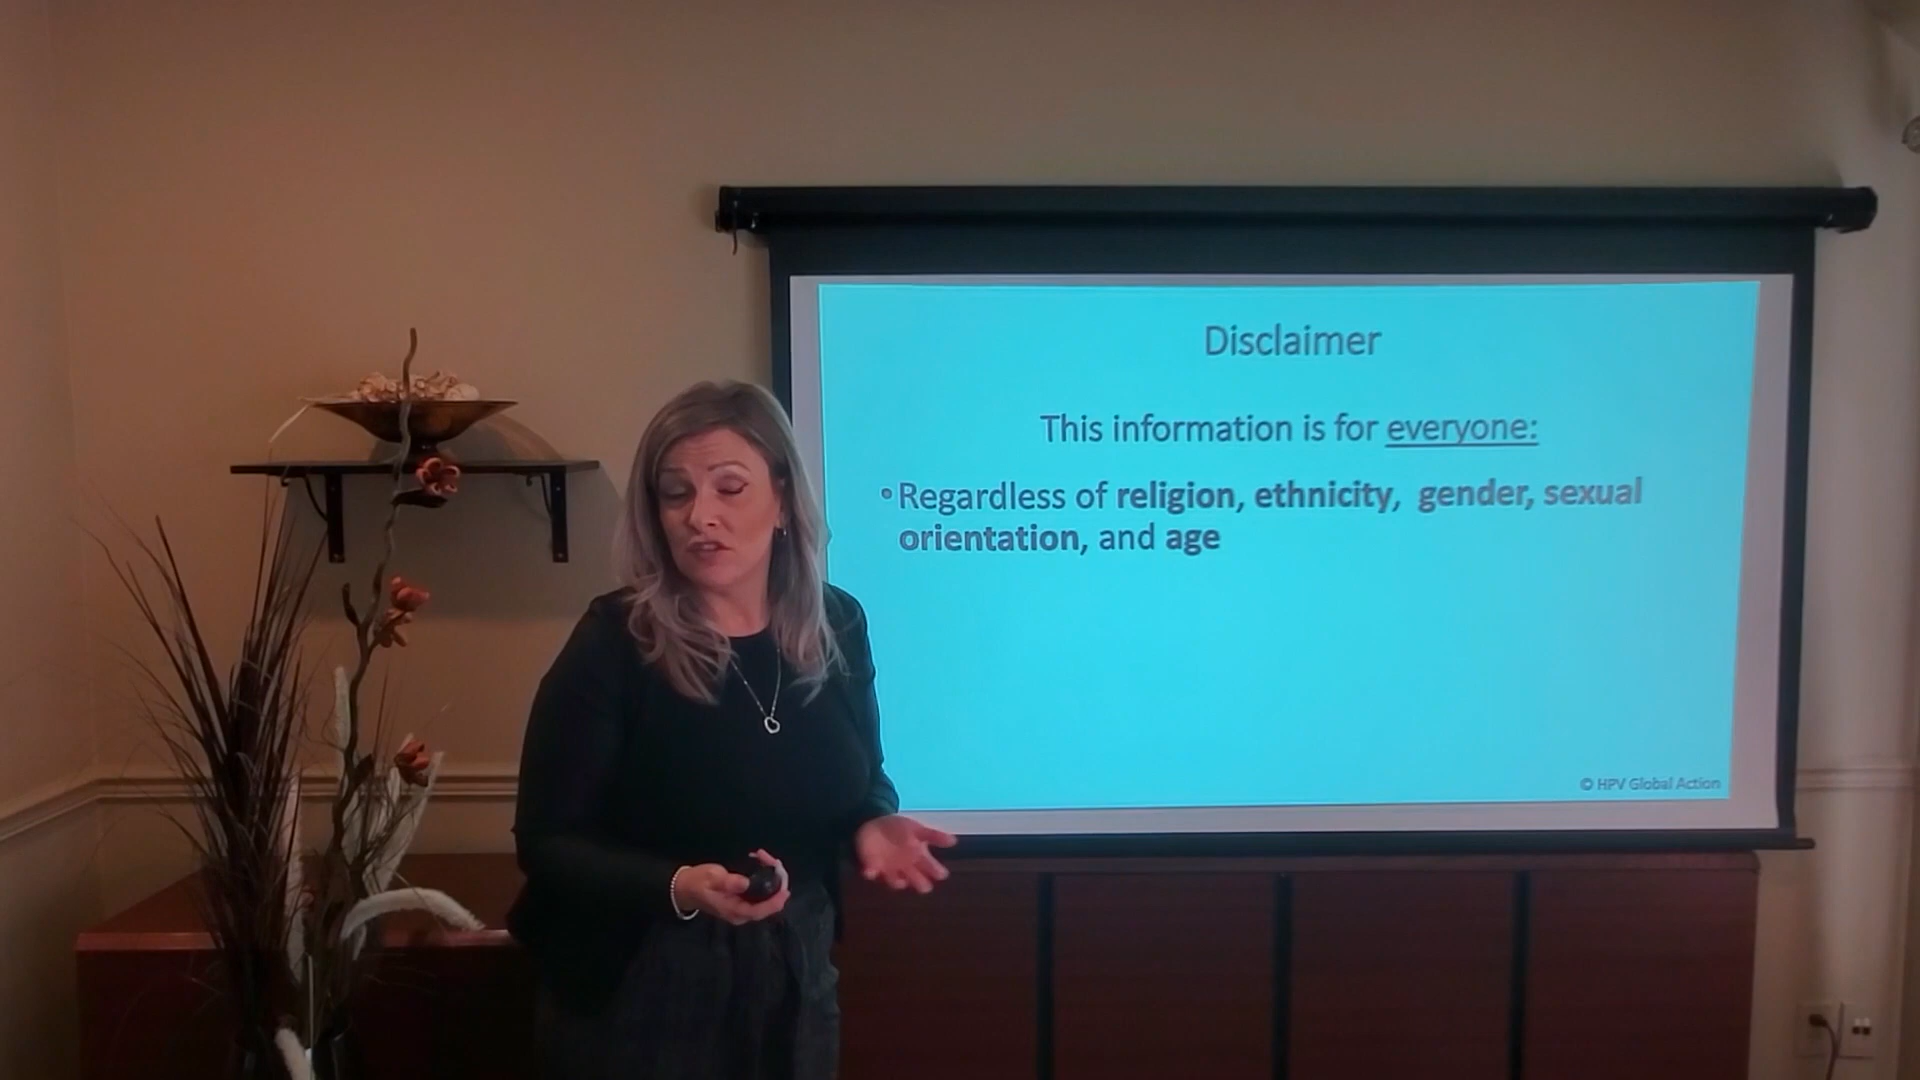 Disclaimer
This information is for everyone:
•Regardless of religion, ethnicity, gender, sexual
orientation, and age
© HPV Global Action